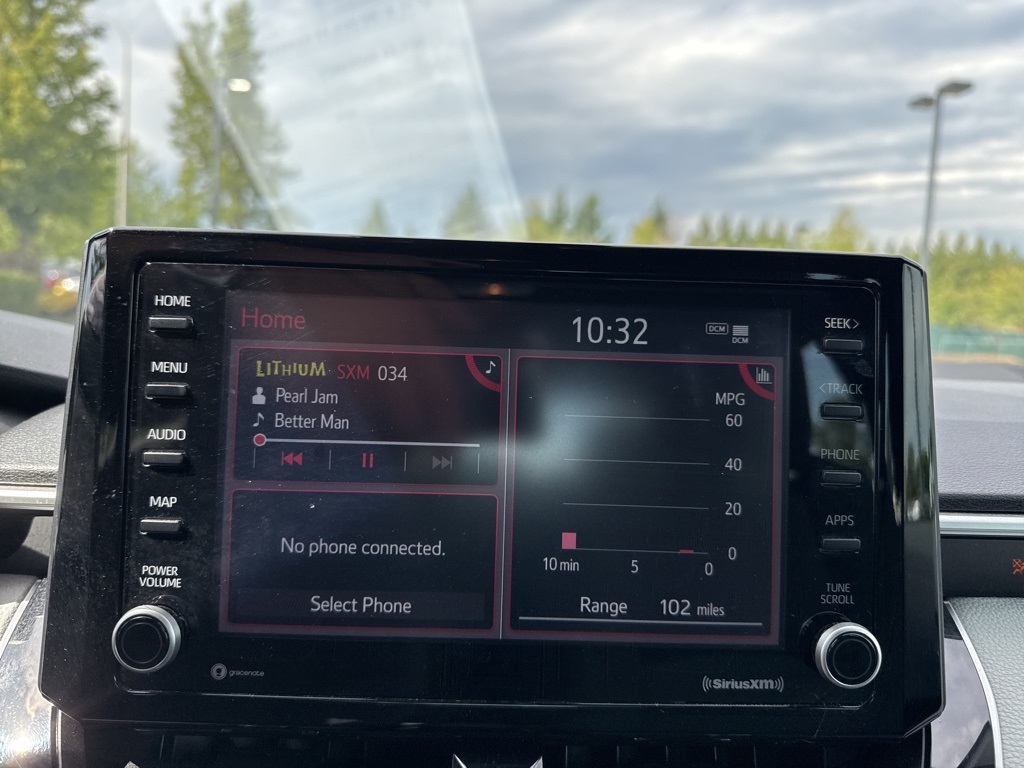 HOME
MENU
AUDIO
MAP
POWER
VOLUME
Home
10:32
DCM
DCM
LITHIUM SXM 034
Pearl Jam
Better Man
No phone connected.
Select Phone
MPG
60
40
20
0
10 min 5 0
Range 102 miles
SEEK>
<TRACK
PHONE
APPS
TUNE
SCROLL
gracenote
((SiriusXM))